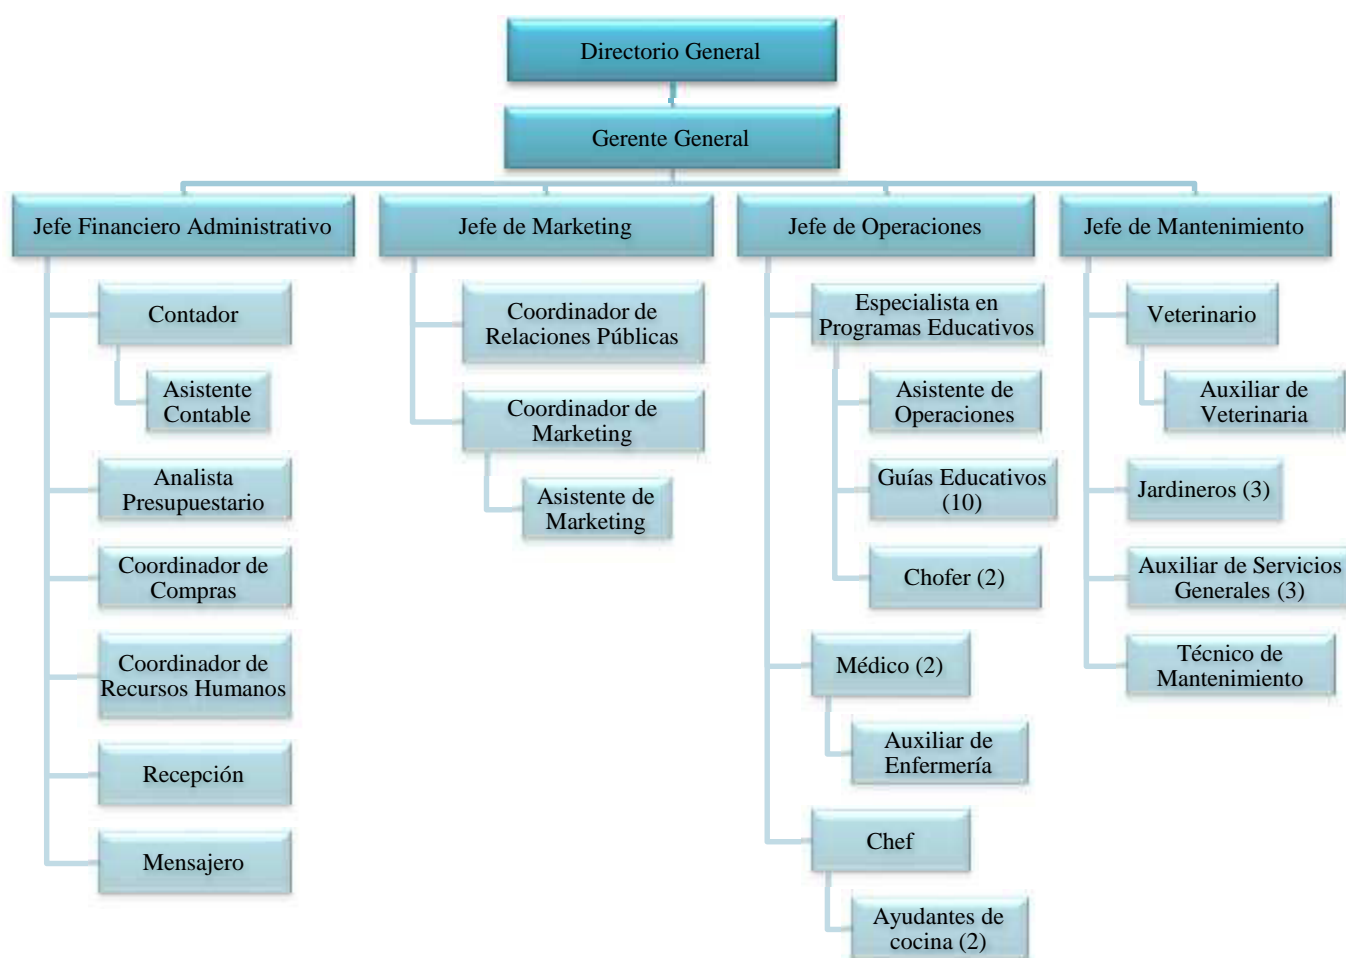 Directorio General
Gerente General
Jefe Financiero Administrativo
Contador
Asistente
Contable
Analista
Presupuestario
Coordinador de
Compras
Coordinador de
Recursos Humanos
Recepción
Mensajero
Jefe de Marketing
Coordinador de
Relaciones Públicas
Coordinador de
Marketing
Asistente de
Marketing
Jefe de Operaciones
Especialista en
Programas Educativos
Asistente de
Operaciones
Guías Educativos
(10)
Chofer (2)
Médico (2)
Auxiliar de
Enfermería
Chef
Ayudantes de
cocina (2)
Jefe de Mantenimiento
Veterinario
Auxiliar de
Veterinaria
Jardineros (3)
Auxiliar de Servicios
Generales (3)
Técnico de
Mantenimiento